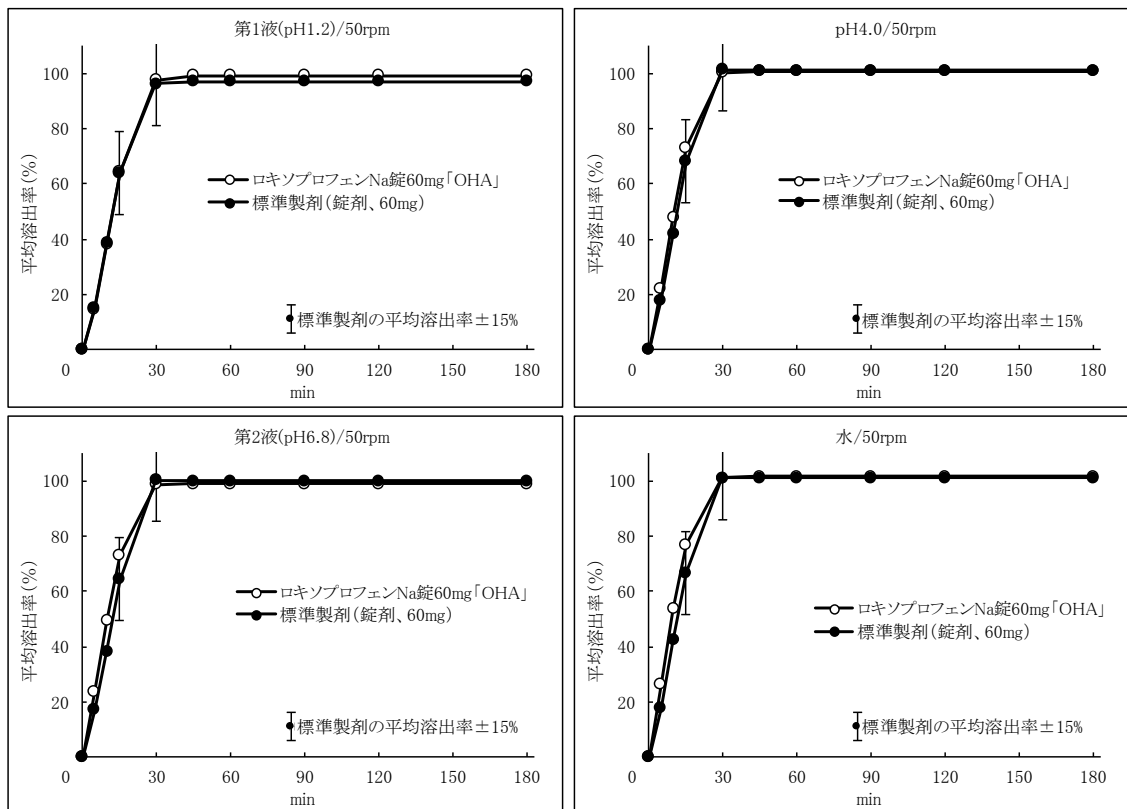 第1液(pH1.2)/50rpm
平均溶出率(%)
100
80
60
40
20
ロキソプロフェンNa錠60mg「OHA」
標準製剤(錠剤、60mg)
標準製剤の平均溶出率±15%
0 30 60 90 120 150 180
min
pH4.0/50rpm
平均溶出率(%)
100
80
60
40
20
ロキソプロフェンNa錠60mg「OHA」
標準製剤(錠剤、60mg)
標準製剤の平均溶出率±15%
0 30 60 90 120 150 180
min
第2液(pH6.8)/50rpm
平均溶出率(%)
100
80
60
40
20
ロキソプロフェンNa錠60mg「OHA」
標準製剤(錠剤、60mg)
標準製剤の平均溶出率±15%
0 30 60 90 120 150 180
min
水/50rpm
平均溶出率(%)
100
80
60
40
20
ロキソプロフェンNa錠60mg「OHA」
標準製剤(錠剤、60mg)
標準製剤の平均溶出率±15%
0 30 60 90 120 150 180
min